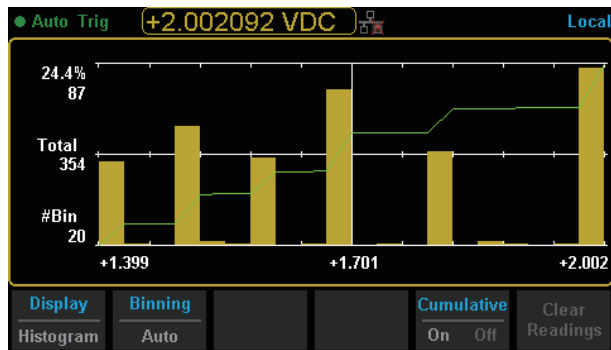 Auto Trig +2.002092 VDC Local
24.4%
87
Total
354
#Bin
20
+1.399 +1.701 +2.002
Display Binning Cumulative Clear
Histogram Auto On Off Readings